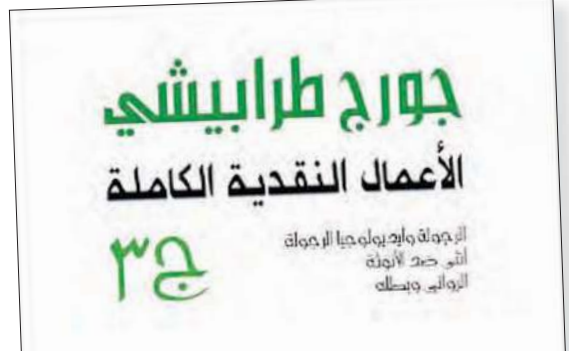 جورج طرابيشي
الأعمال النقدية الكاملة
الرجولة وايديولوجيا الرجولة
أنثى ضد الأنوثة
الروائي وبطله
ج٣